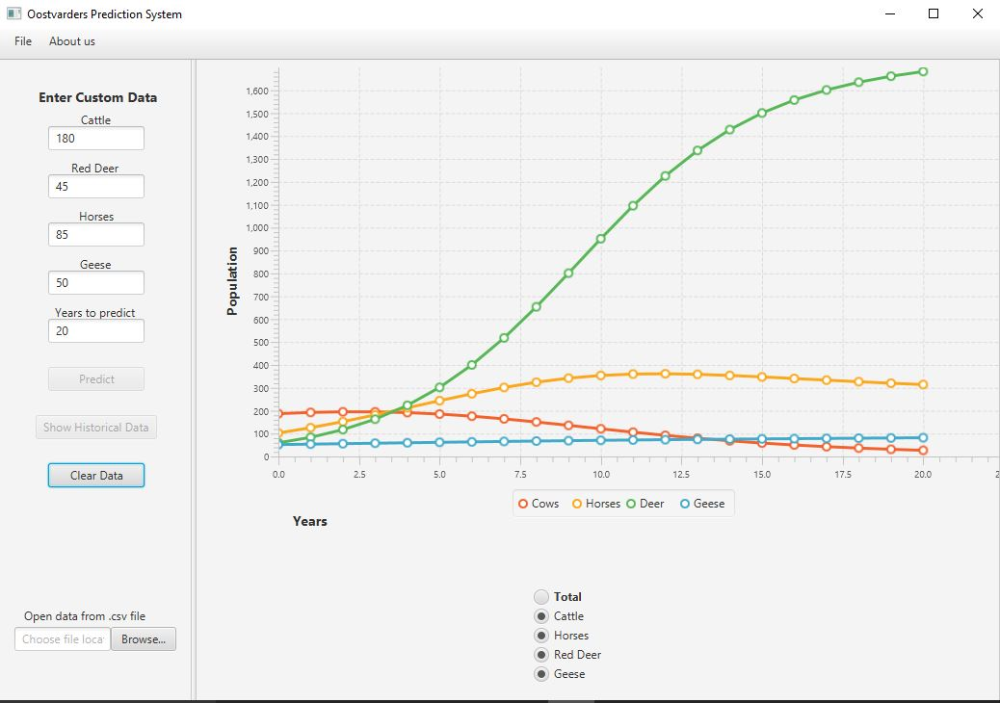 Oostvarders Prediction System
File About us
Enter Custom Data
Cattle
180
Red Deer
45
Horses
85
Geese
50
Years to predict
20
Predict
Show Historical Data
Clear Data
Open data from .csv file
Choose file loca
Browse...
Population
1,600
1,500
1,400
1,300
1,200
1,100
1,000
900
800
700
600
500
400
300
200
100
0
0.0 2.5 5.0 7.5 10.0 12.5 15.0 17.5 20.0 2
Cows Horses Deer Geese
Years
Total
Cattle
Horses
Red Deer
Geese